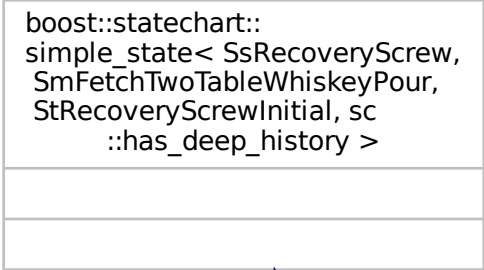 boost::statechart::
simple_state< SsRecoveryScrew,
SmFetchTwoTableWhiskeyPour,
StRecoveryScrewInitial, sc
::has_deep_history >